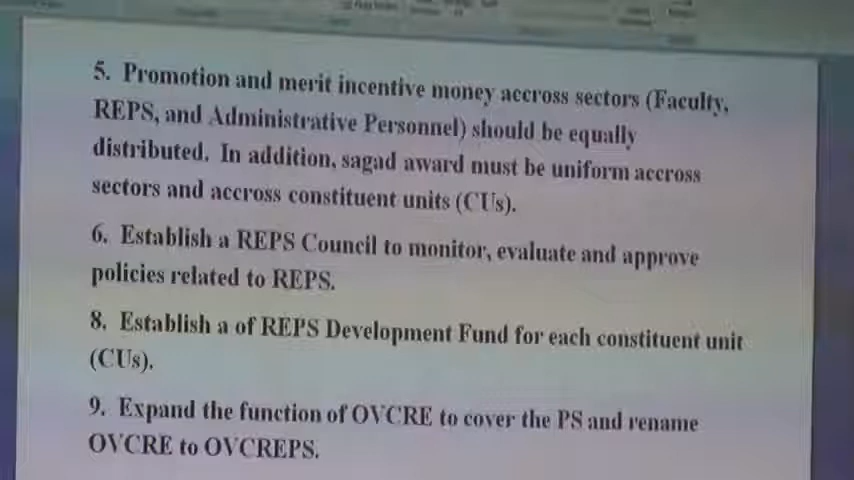 5. Promotion and merit incentive money accross sectors (Faculty,
REPS, and Administrative Personnel) should be equally
distributed. In addition, sagad award must be uniform accross
sectors and accross constituent units (CUs).
6. Establish a REPS Council to monitor, evaluate and approve
policies related to REPS.
8. Establish a of REPS Development Fund for each constituent unit
(CUs).
9. Expand the function of OVCRE to cover the PS and rename
OVCRE to OVCREPS.